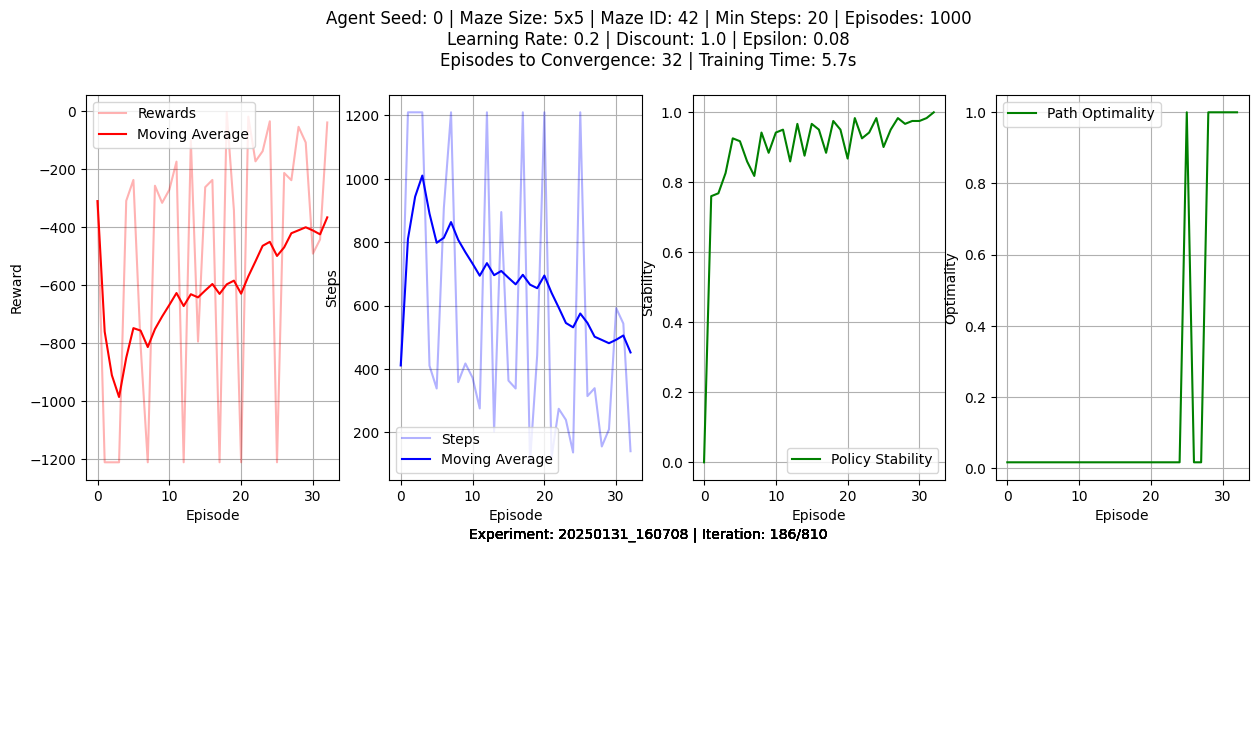 Agent Seed: 0 | Maze Size: 5x5 | Maze ID: 42 | Min Steps: 20 | Episodes: 1000
Learning Rate: 0.2 | Discount: 1.0 | Epsilon: 0.08
Episodes to Convergence: 32 | Training Time: 5.7s
Reward
0
−200
−400
−600
−800
−1000
−1200
Rewards
Moving Average
0
10
20
30
Episode
Steps
1200
1000
800
600
400
200
Steps
Moving Average
0
10
20
30
Episode
Stability
1.0
0.8
0.6
0.4
0.2
0.0
Policy Stability
0
10
20
30
Episode
Optimality
1.0
0.8
0.6
0.4
0.2
0.0
Path Optimality
0
10
20
30
Episode
Experiment: 20250131_160708 | Iteration: 186/810